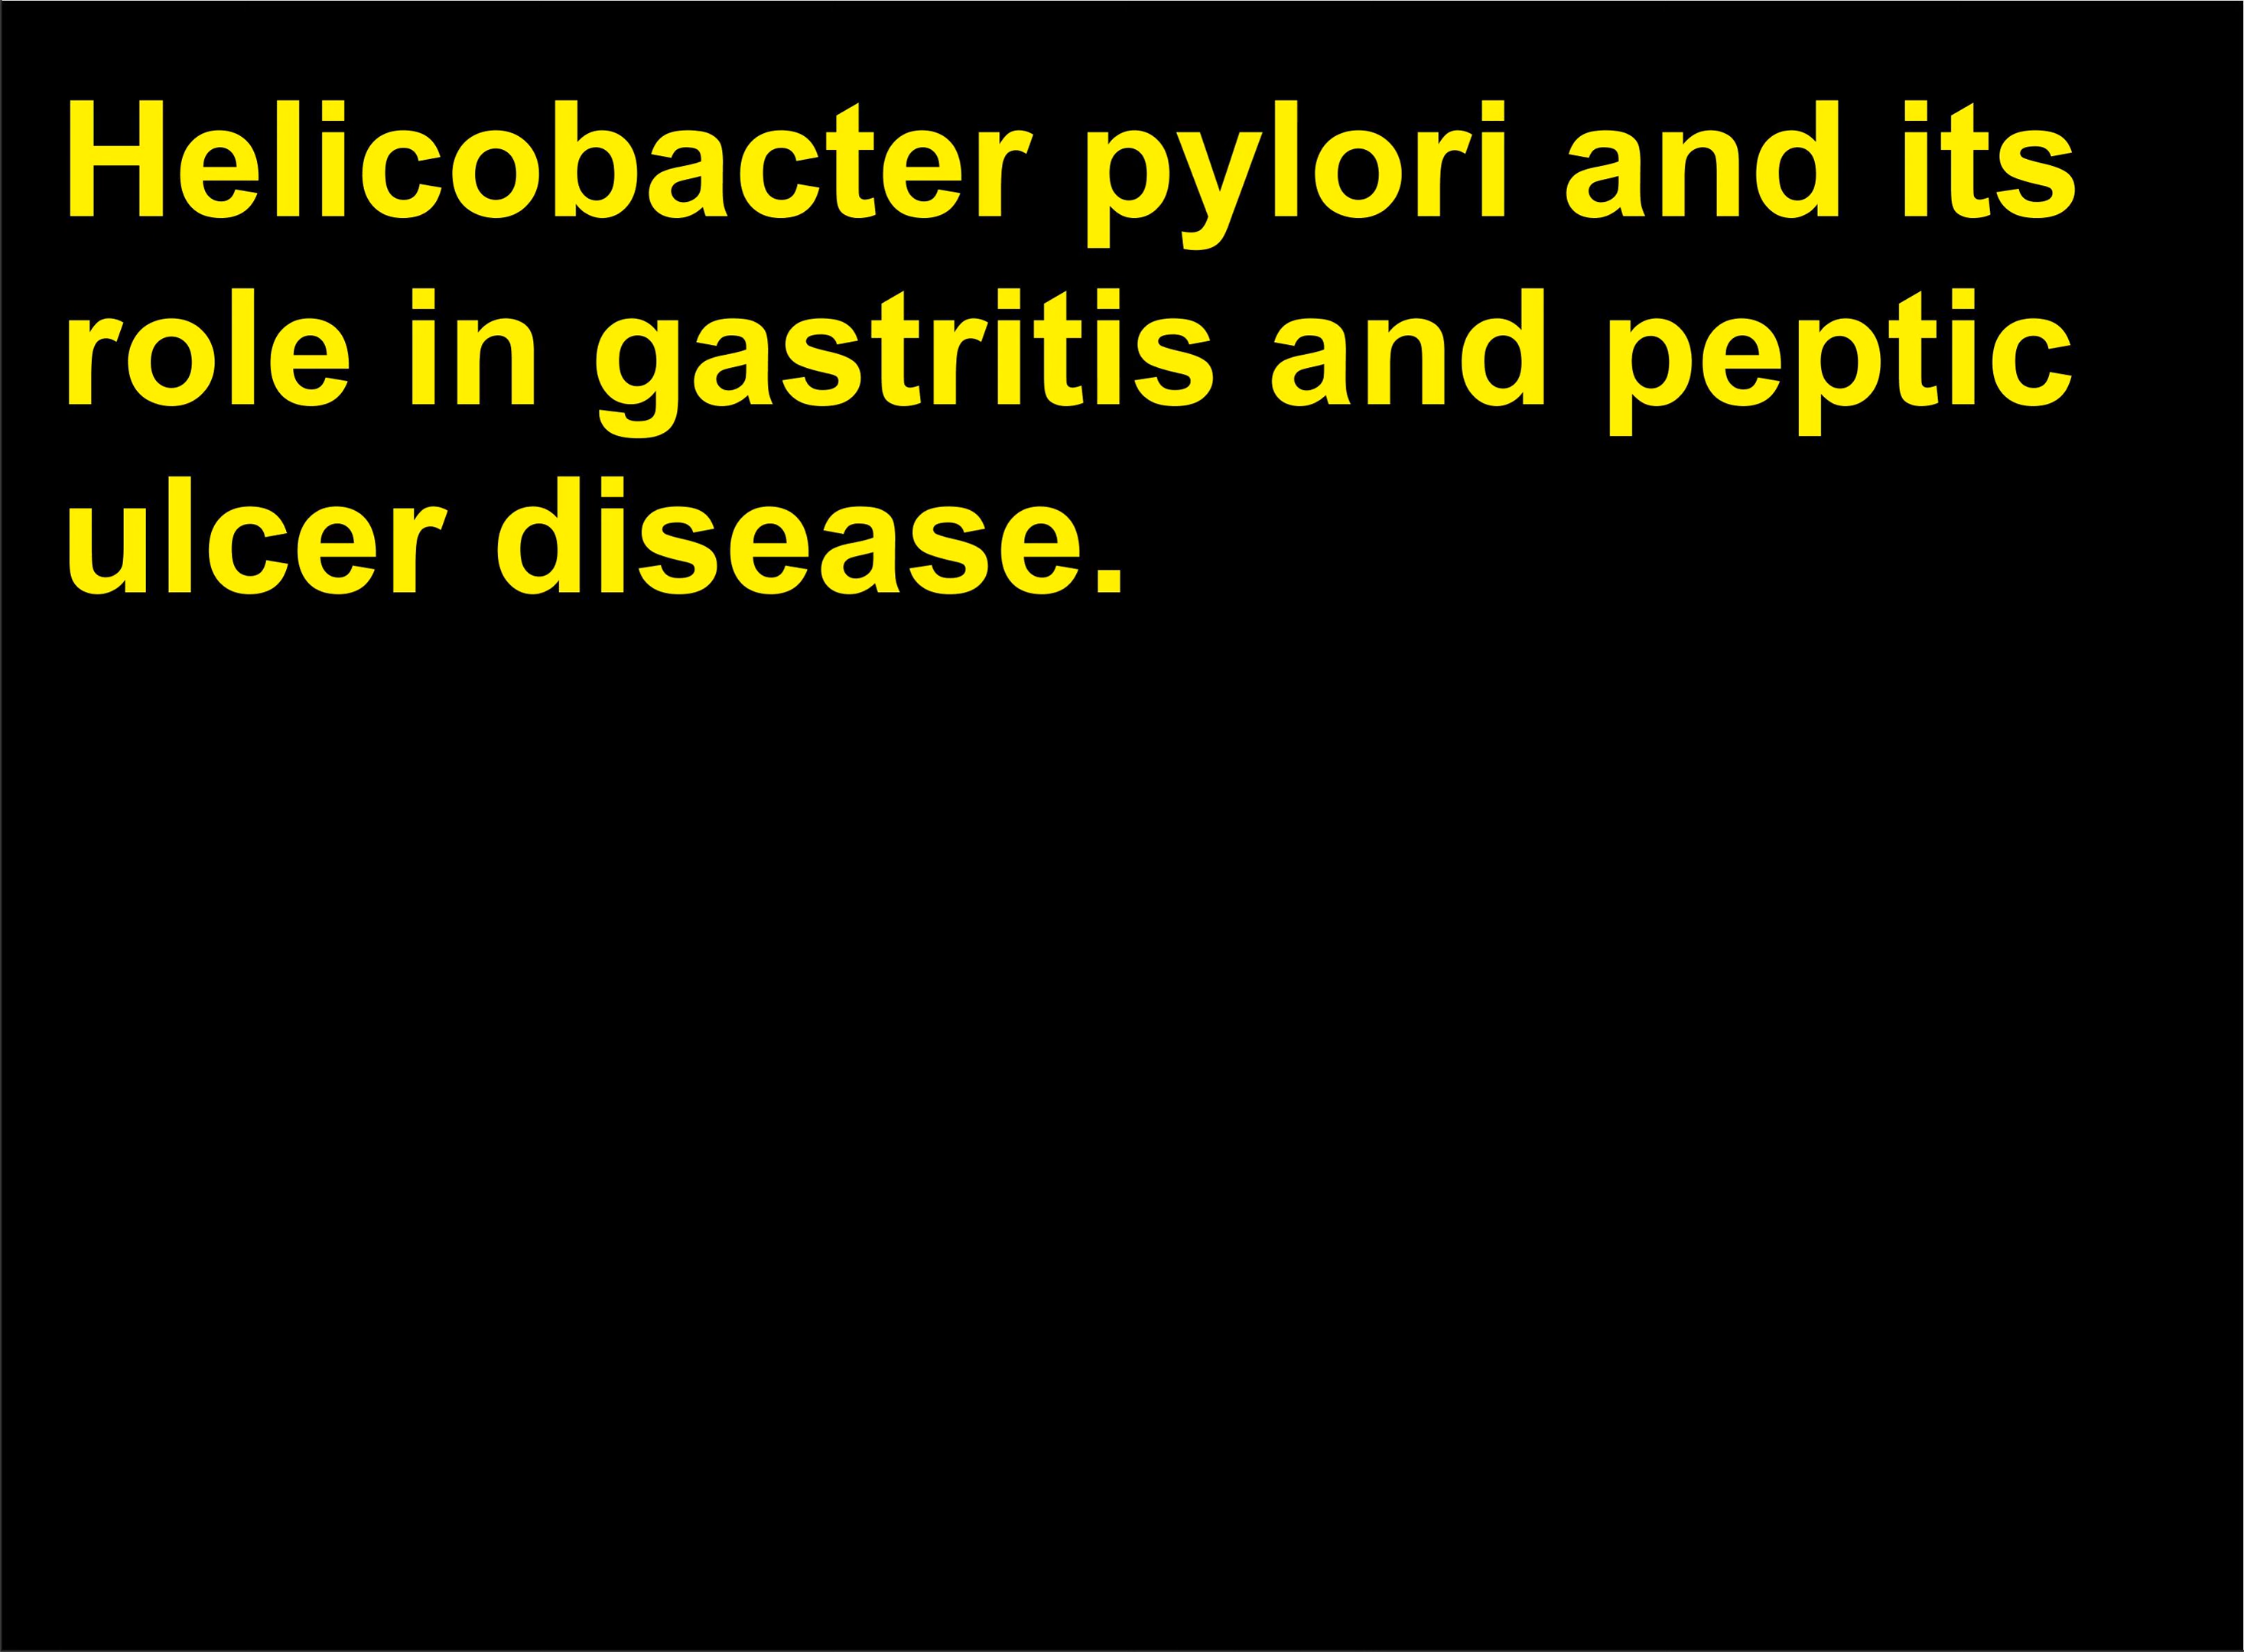 Helicobacter pylori and its
role in gastritis and peptic
ulcer disease.